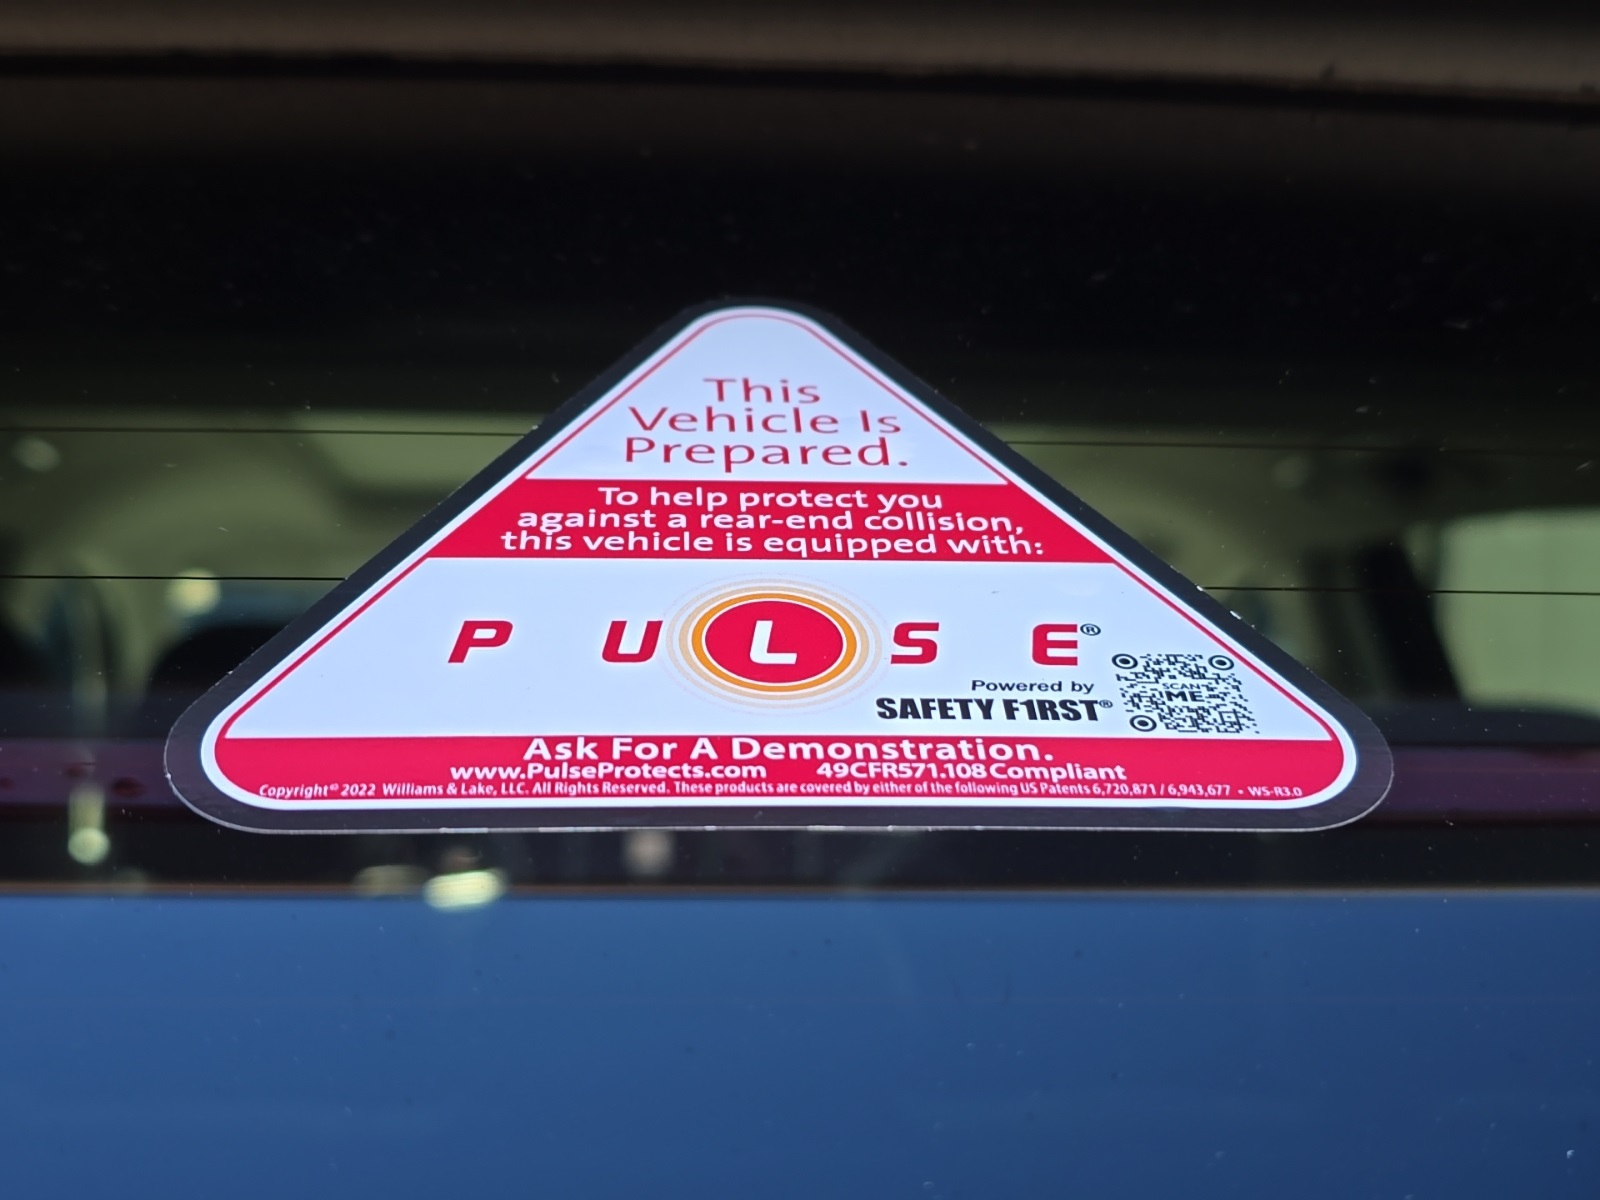 This
Vehicle Is
Prepared.
To help protect you
against a rear-end collision,
this vehicle is equipped with:
PULSE®
Powered by
SAFETY F1RST®
SCAN
ME
Ask For A Demonstration.
www.PulseProtects.com 49CFR571.108 Compliant
Copyright© 2022 Williams & Lake, LLC. All Rights Reserved. These products are covered by either of the following US Patents 6,720,871 / 6,943,677 • WS-R3.0